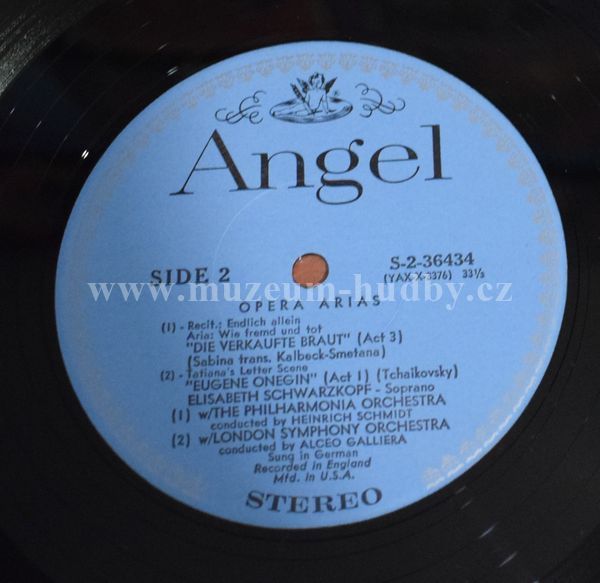 Angel
SIDE 2
S-2-36434
(YAX-X-3376) 33⅓
www.muzeum-hudby.cz
OPERA ARIAS
(1) - Recit.: Endlich allein
Aria: Wie fremd und tot
"DIE VERKAUFTE BRAUT" (Act 3)
(Sabina trans. Kalbeck-Smetana)
(2) - Tatiana's Letter Scene
"EUGENE ONEGIN" (Act 1) (Tchaikovsky)
ELISABETH SCHWARZKOPF - Soprano
(1) w/THE PHILHARMONIA ORCHESTRA
conducted by HEINRICH SCHMIDT
(2) w/LONDON SYMPHONY ORCHESTRA
conducted by ALCEO GALLIERA
Sung in German
Recorded in England
Mfd. in U.S.A.
STEREO